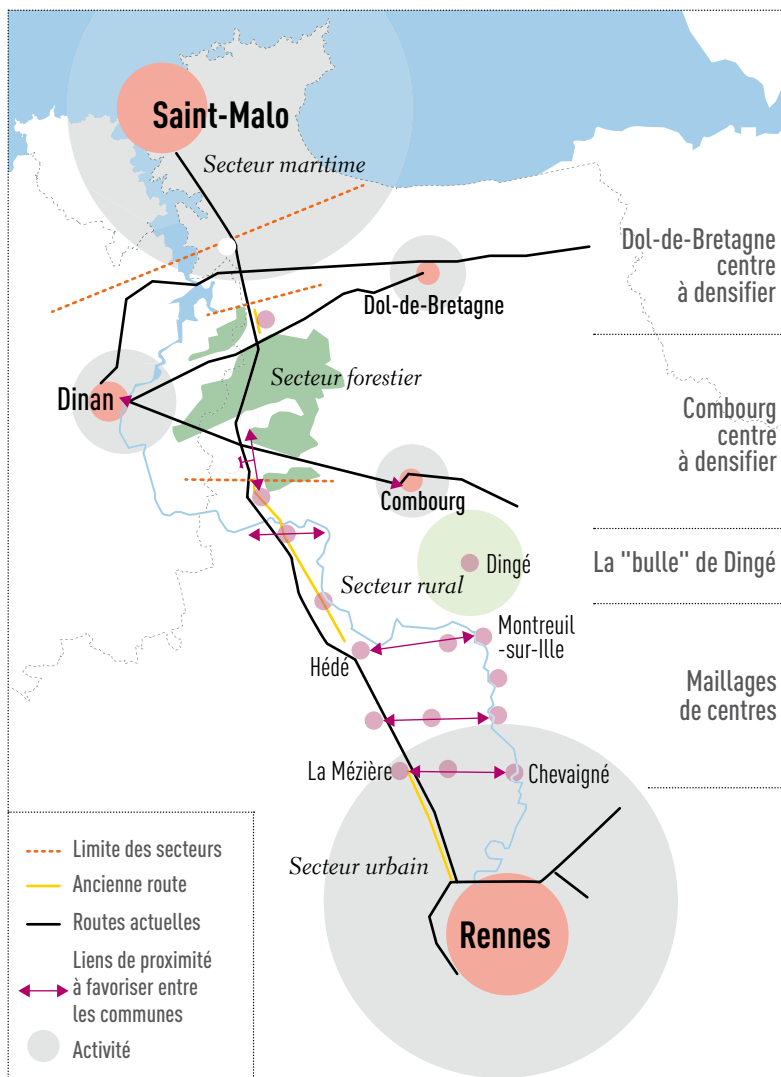 Saint-Malo
Secteur maritime
Dol-de-Bretagne
centre
à densifier
Dol-de-Bretagne
Secteur forestier
Dinan
Combourg
centre
à densifier
Combourg
Dingé
La "bulle" de Dingé
Secteur rural
Montreuil
-sur-Ille
Hédé
Maillages
de centres
La Mézière
Chevaigné
Secteur urbain
Rennes
Limite des secteurs
Ancienne route
Routes actuelles
Liens de proximité
à favoriser entre
les communes
Activité